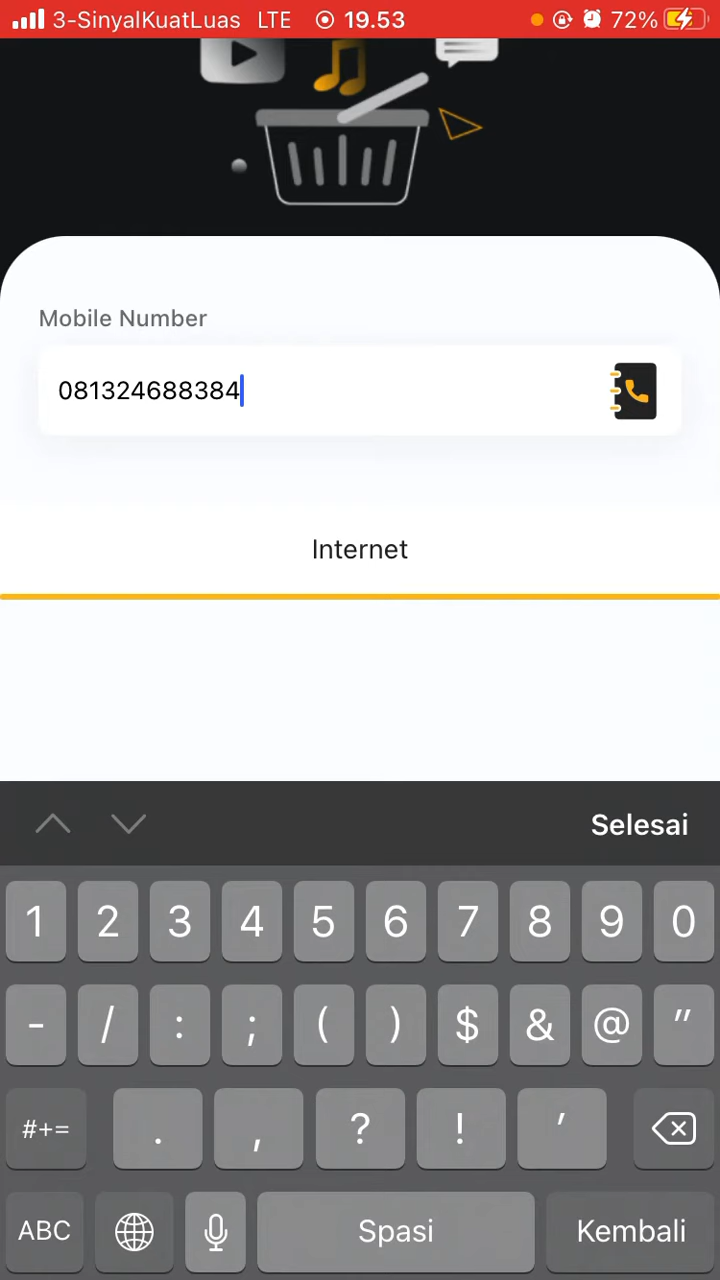 3-SinyalKuatLuas LTE 19.53 72%
Mobile Number
081324688384
Internet
Selesai
1 2 3 4 5 6 7 8 9 0
- / : ; ( ) $ & @ "
#+= . , ? ! '
ABC Spasi Kembali